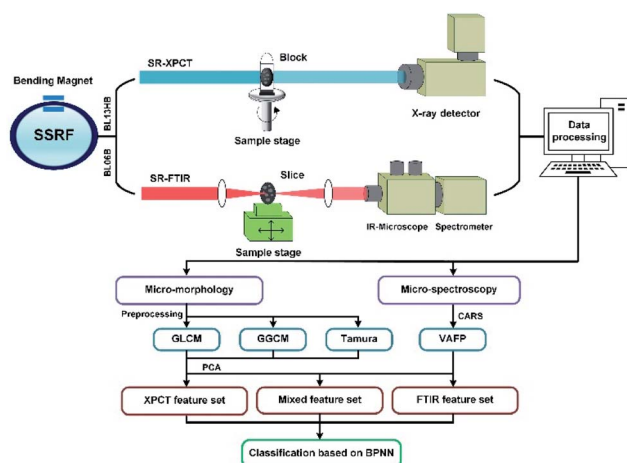 SR-XPCT
Block
Bending Magnet
SSRF
BL13HB
BL06B
Sample stage
X-ray detector
Data
processing
SR-FTIR
Slice
IR-Microscope
Spectrometer
Sample stage
Micro-morphology
Micro-spectroscopy
Preprocessing
CARS
GLCM
GGCM
Tamura
VAFP
PCA
XPCT feature set
Mixed feature set
FTIR feature set
Classification based on BPNN